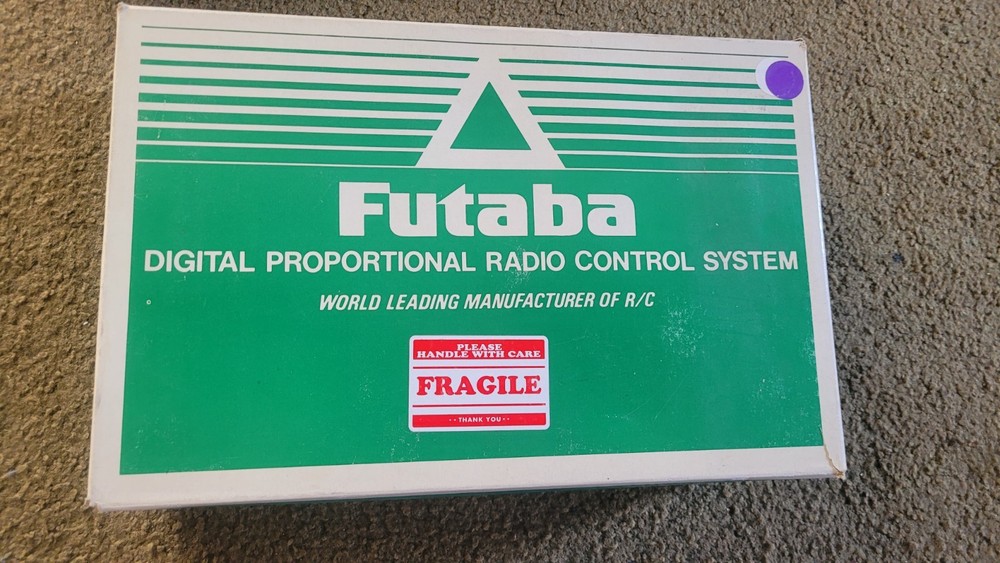 Futaba
DIGITAL PROPORTIONAL RADIO CONTROL SYSTEM
WORLD LEADING MANUFACTURER OF R/C
PLEASE
HANDLE WITH CARE
FRAGILE
·· THANK YOU ··